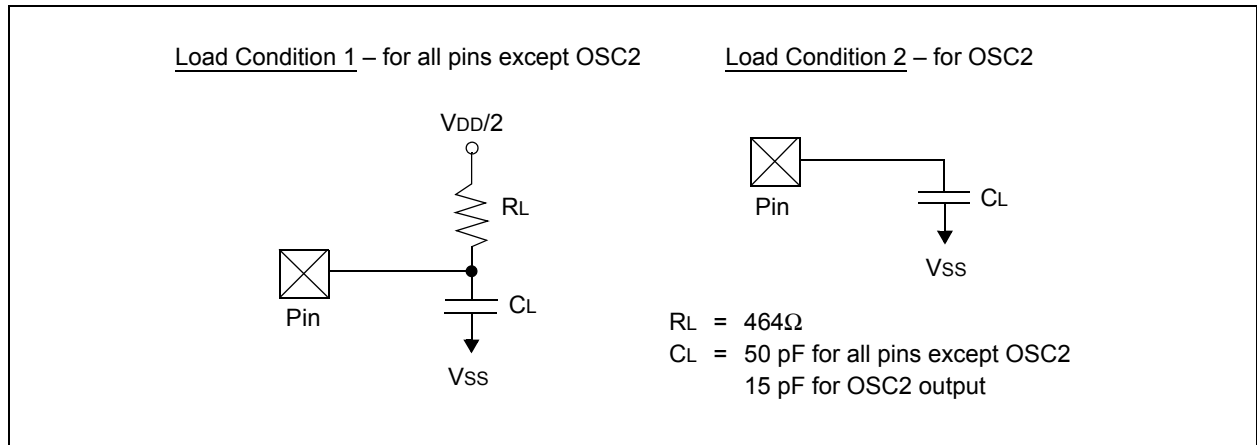 Load Condition 1 – for all pins except OSC2
Load Condition 2 – for OSC2
VDD/2
RL
Pin
CL
VSS
Pin
CL
VSS
RL = 464Ω
CL = 50 pF for all pins except OSC2
15 pF for OSC2 output